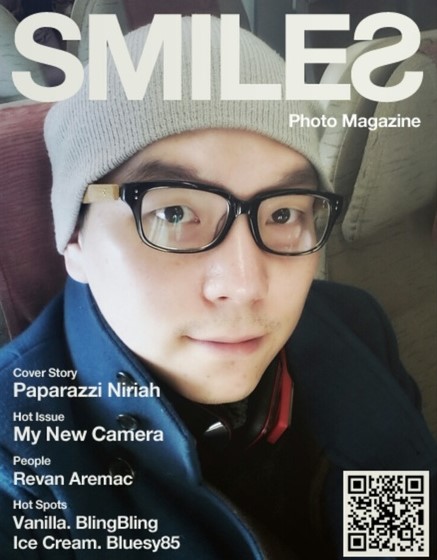 SMILES
Photo Magazine
Cover Story
Paparazzi Niriah
Hot Issue
My New Camera
People
Revan Aremac
Hot Spots
Vanilla. BlingBling
Ice Cream. Bluesy85